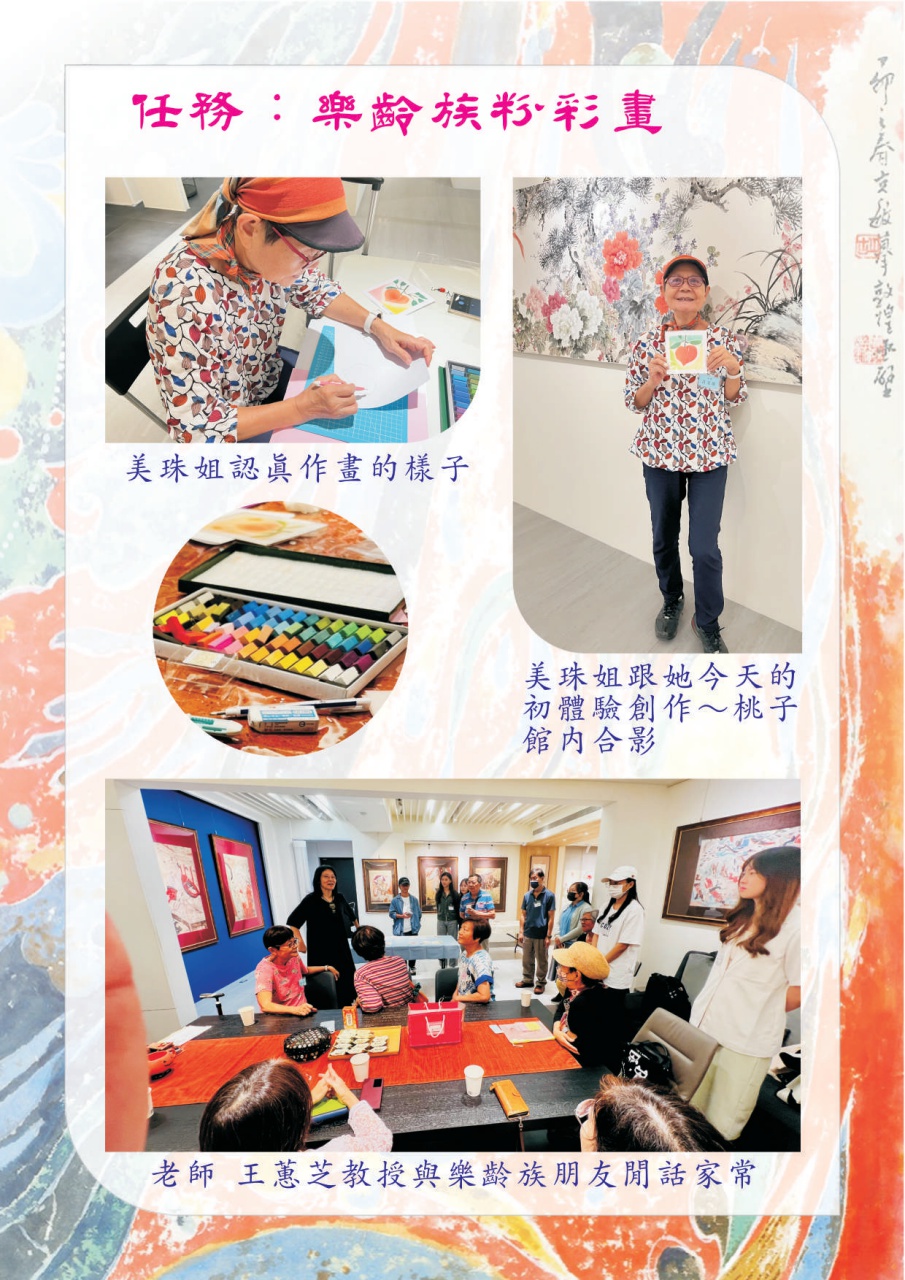 任務：樂齡族粉彩畫
美珠姐認真作畫的樣子
美珠姐跟她今天的
初體驗創作～桃子
館內合影
老師 王蕙芝教授與樂齡族朋友閒話家常